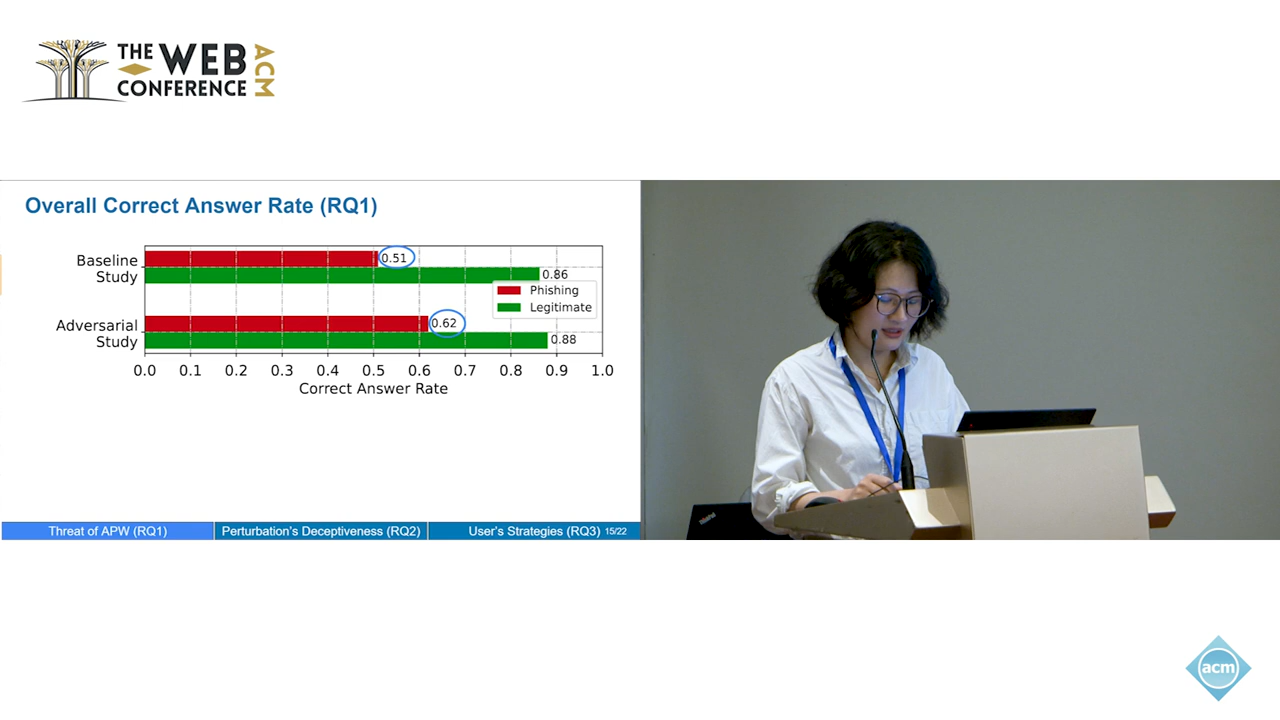 THE WEB
CONFERENCE
ACM
Overall Correct Answer Rate (RQ1)
Baseline
Study
0.51
0.86
Phishing
Legitimate
Adversarial
Study
0.62
0.88
0.0 0.1 0.2 0.3 0.4 0.5 0.6 0.7 0.8 0.9 1.0
Correct Answer Rate
Threat of APW (RQ1) Perturbation's Deceptiveness (RQ2) User's Strategies (RQ3) 15/22
ThinkPad
acm